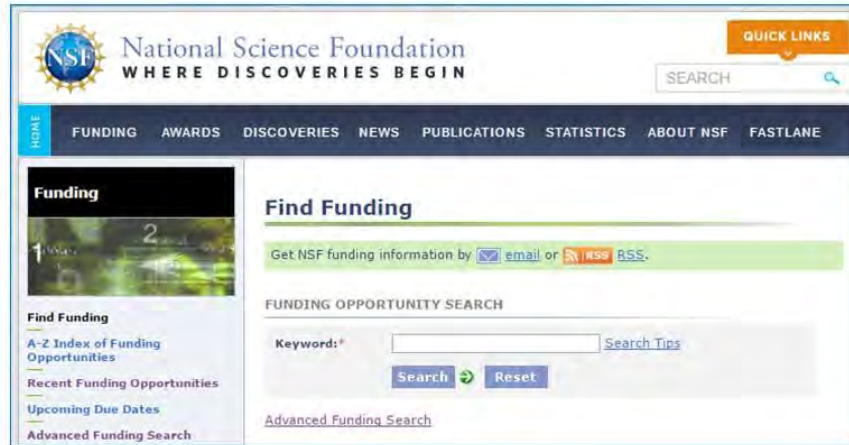 QUICK LINKS
NSF
National Science Foundation
WHERE DISCOVERIES BEGIN
SEARCH
HOME
FUNDING AWARDS DISCOVERIES NEWS PUBLICATIONS STATISTICS ABOUT NSF FASTLANE
Funding
1
2
Find Funding
A-Z Index of Funding
Opportunities
Recent Funding Opportunities
Upcoming Due Dates
Advanced Funding Search
Find Funding
Get NSF funding information by email or RSS RSS.
FUNDING OPPORTUNITY SEARCH
Keyword:* Search Tips
Search Reset
Advanced Funding Search